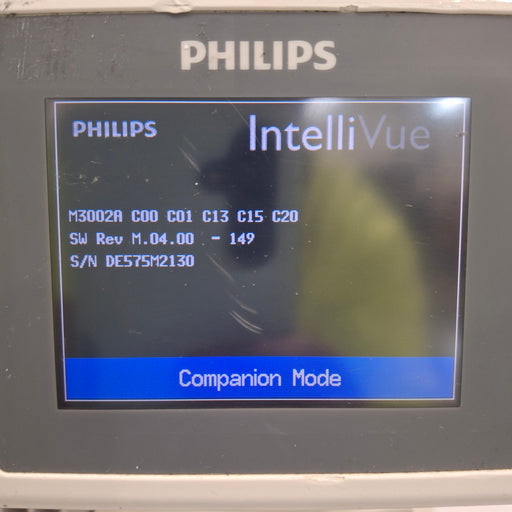 PHILIPS
PHILIPS
IntelliVue
M3002A C00 C01 C13 C15 C20
SW Rev M.04.00 - 149
S/N DE575M2130
Companion Mode